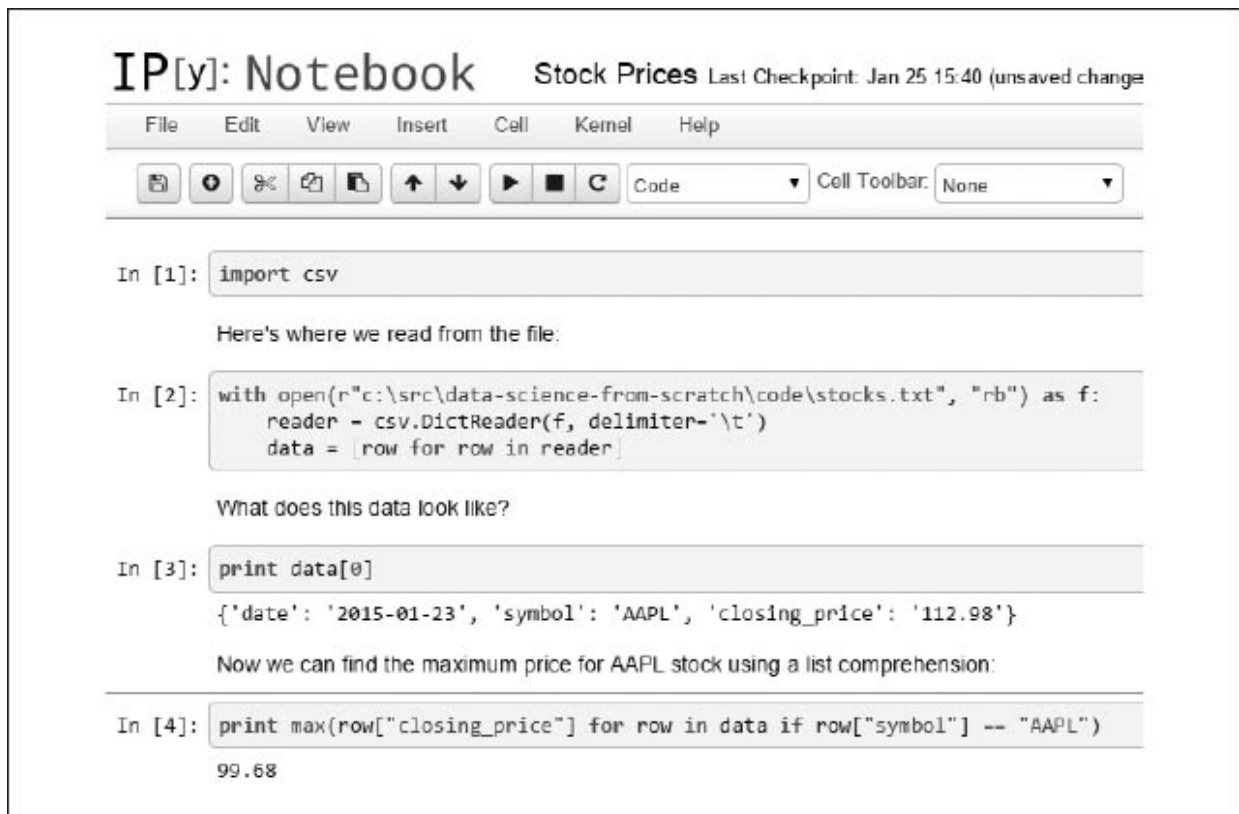 IP[y]: Notebook Stock Prices Last Checkpoint: Jan 25 15:40 (unsaved change
File Edit View Insert Cell Kernel Help
Code Cell Toolbar: None
In [1]: import csv
Here's where we read from the file:
In [2]: with open(r"c:\src\data-science-from-scratch\code\stocks.txt", "rb") as f:
reader = csv.DictReader(f, delimiter='\t')
data = [row for row in reader]
What does this data look like?
In [3]: print data[0]
{'date': '2015-01-23', 'symbol': 'AAPL', 'closing_price': '112.98'}
Now we can find the maximum price for AAPL stock using a list comprehension:
In [4]: print max(row["closing_price"] for row in data if row["symbol"] == "AAPL")
99.68